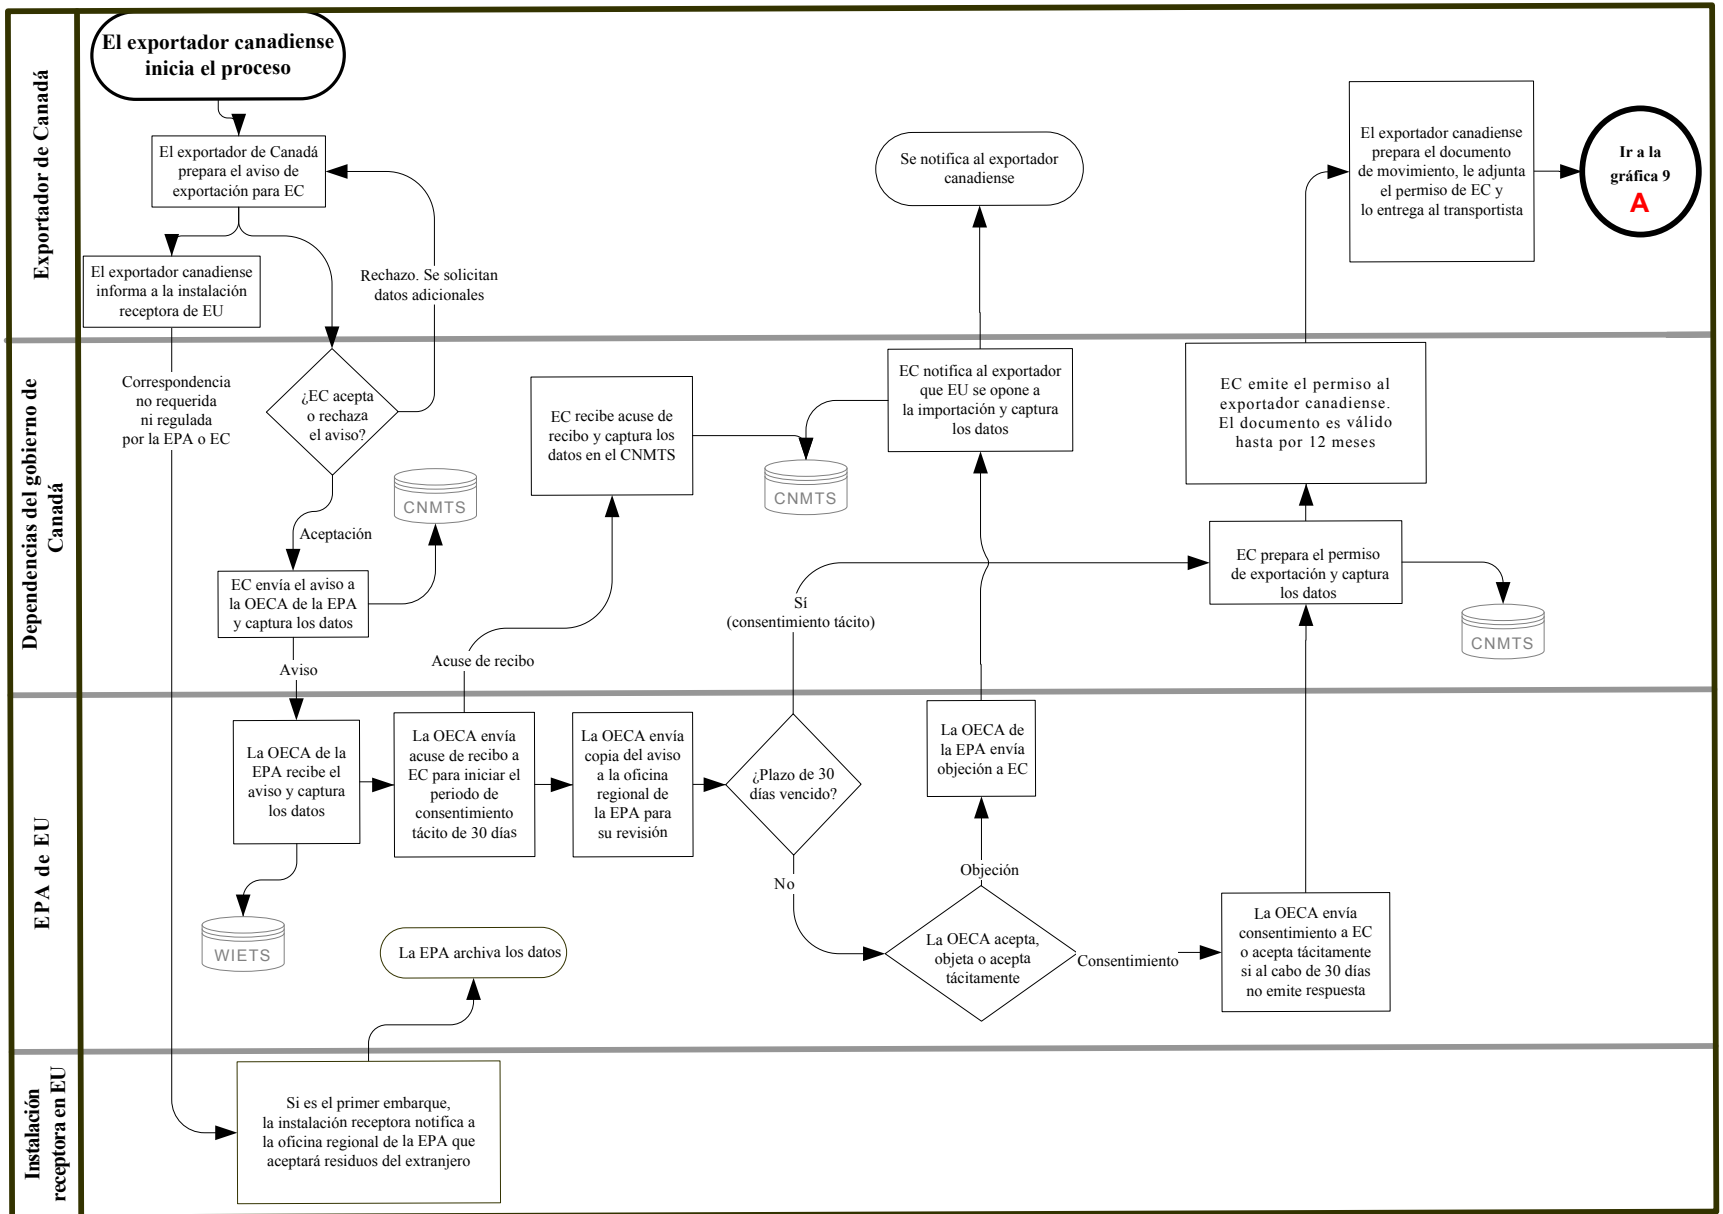 Exportador de Canadá
El exportador canadiense
inicia el proceso
El exportador de Canadá
prepara el aviso de
exportación para EC
El exportador canadiense
informa a la instalación
receptora de EU
Rechazo. Se solicitan
datos adicionales
Se notifica al exportador
canadiense
El exportador canadiense
prepara el documento
de movimiento, le adjunta
el permiso de EC y
lo entrega al transportista
Ir a la
gráfica 9
A
Dependencias del gobierno de
Canadá
Correspondencia
no requerida
ni regulada
por la EPA o EC
¿EC acepta
o rechaza
el aviso?
Aceptación
CNMTS
EC envía el aviso a
la OECA de la EPA
y captura los datos
Aviso
EC recibe acuse de
recibo y captura los
datos en el CNMTS
Acuse de recibo
CNMTS
EC notifica al exportador
que EU se opone a
la importación y captura
los datos
Sí
(consentimiento tácito)
EC emite el permiso al
exportador canadiense.
El documento es válido
hasta por 12 meses
EC prepara el permiso
de exportación y captura
los datos
CNMTS
EPA de EU
La OECA de la
EPA recibe el
aviso y captura
los datos
WIETS
La OECA envía
acuse de recibo a
EC para iniciar el
periodo de
consentimiento
tácito de 30 días
La OECA envía
copia del aviso
a la oficina
regional de
la EPA para
su revisión
¿Plazo de 30
días vencido?
No
La OECA de
la EPA envía
objeción a EC
Objeción
La OECA acepta,
objeta o acepta
tácitamente
Consentimiento
La OECA envía
consentimiento a EC
o acepta tácitamente
si al cabo de 30 días
no emite respuesta
La EPA archiva los datos
Instalación
receptora en EU
Si es el primer embarque,
la instalación receptora notifica a
la oficina regional de la EPA que
aceptará residuos del extranjero